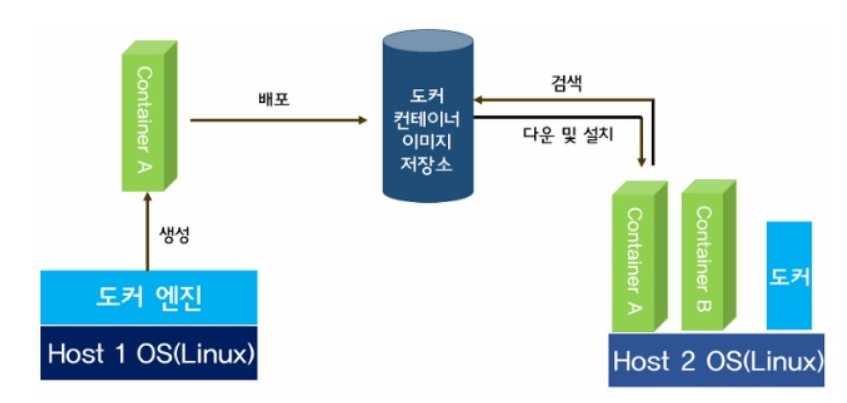 Container A
배포
도커
컨테이너
이미지
저장소
검색
다운 및 설치
생성
도커 엔진
Host 1 OS(Linux)
Container A
Container B
도커
Host 2 OS(Linux)